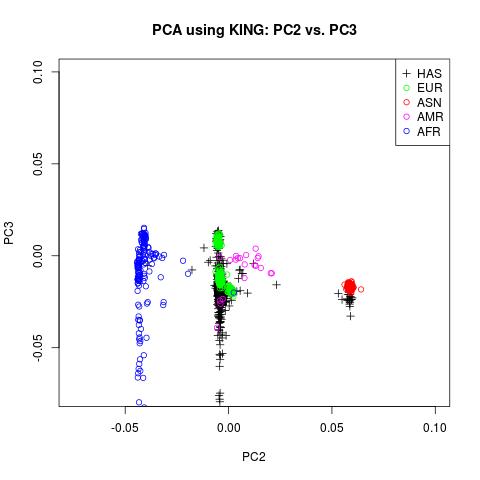 PCA using KING: PC2 vs. PC3
HAS
EUR
ASN
AMR
AFR
0.10
0.05
0.00
-0.05
PC3
-0.05
0.00
0.05
0.10
PC2